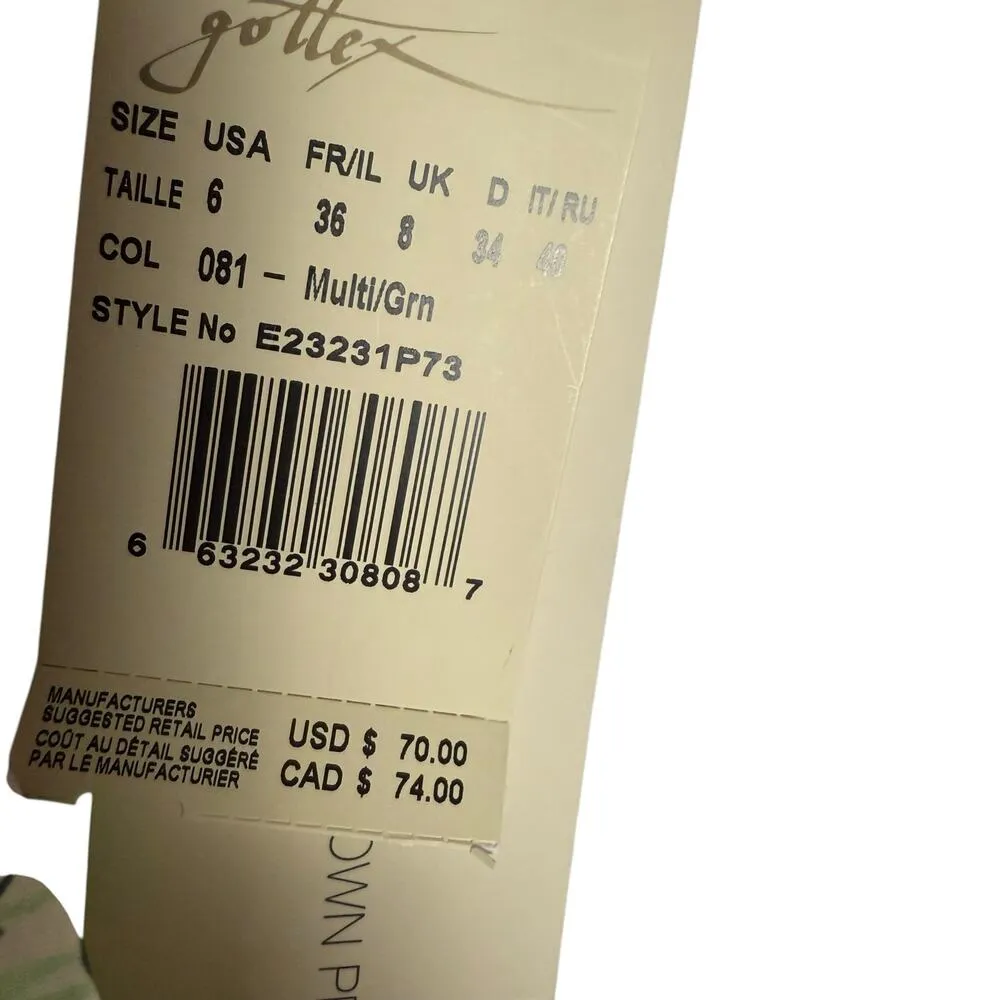 gottex
SIZE USA FR/IL UK D IT/RU
TAILLE 6 36 8 34
COL 081 - Multi/Grn
STYLE No E23231P73
6 63232 30808 7
MANUFACTURERS
SUGGESTED RETAIL PRICE
COÛT AU DÉTAIL SUGGÉRÉ
PAR LE MANUFACTURIER
USD $ 70.00
CAD $ 74.00
OWN PR